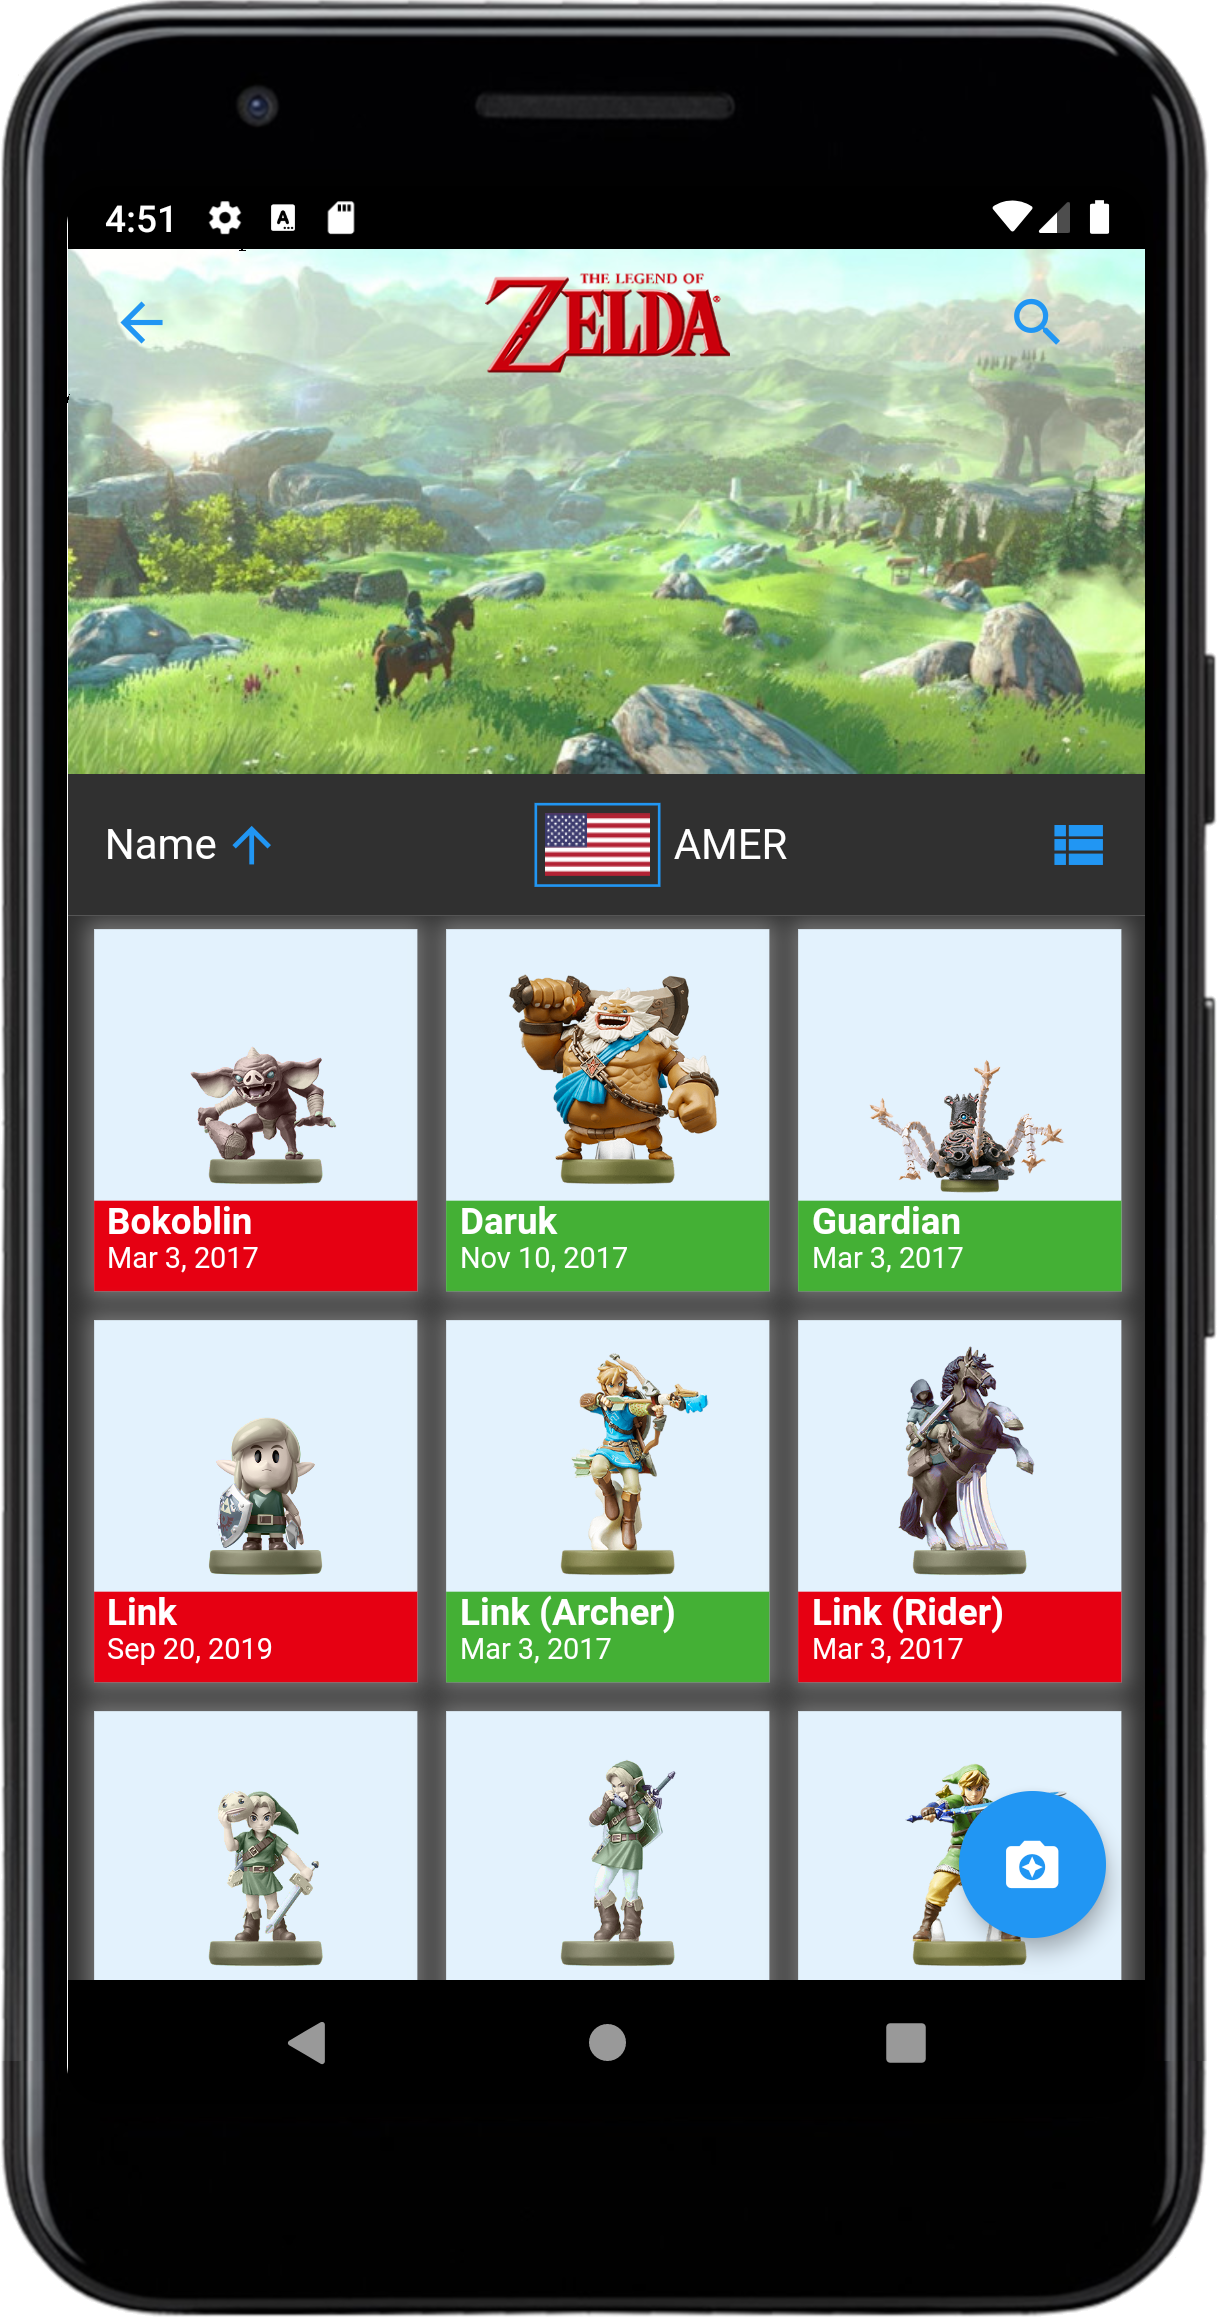 4:51
A
THE LEGEND OF
ZELDA
Name
AMER
Bokoblin
Mar 3, 2017
Daruk
Nov 10, 2017
Guardian
Mar 3, 2017
Link
Sep 20, 2019
Link (Archer)
Mar 3, 2017
Link (Rider)
Mar 3, 2017